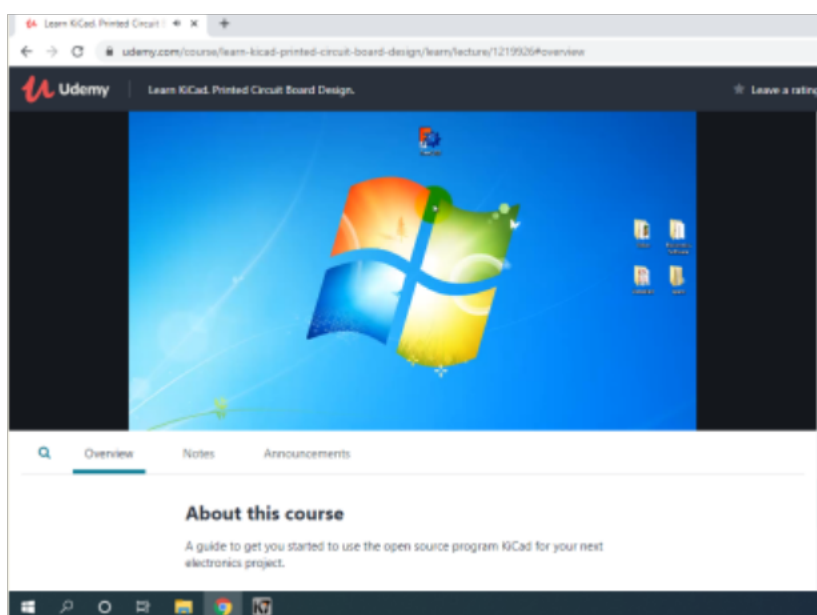 Learn KiCad. Printed Circuit
udemy.com/course/learn-kicad-printed-circuit-board-design/learn/lecture/1219926#overview
Udemy
Learn KiCad. Printed Circuit Board Design.
Leave a rating
Overview
Notes
Announcements
About this course
A guide to get you started to use the open source program KiCad for your next
electronics project.
K7